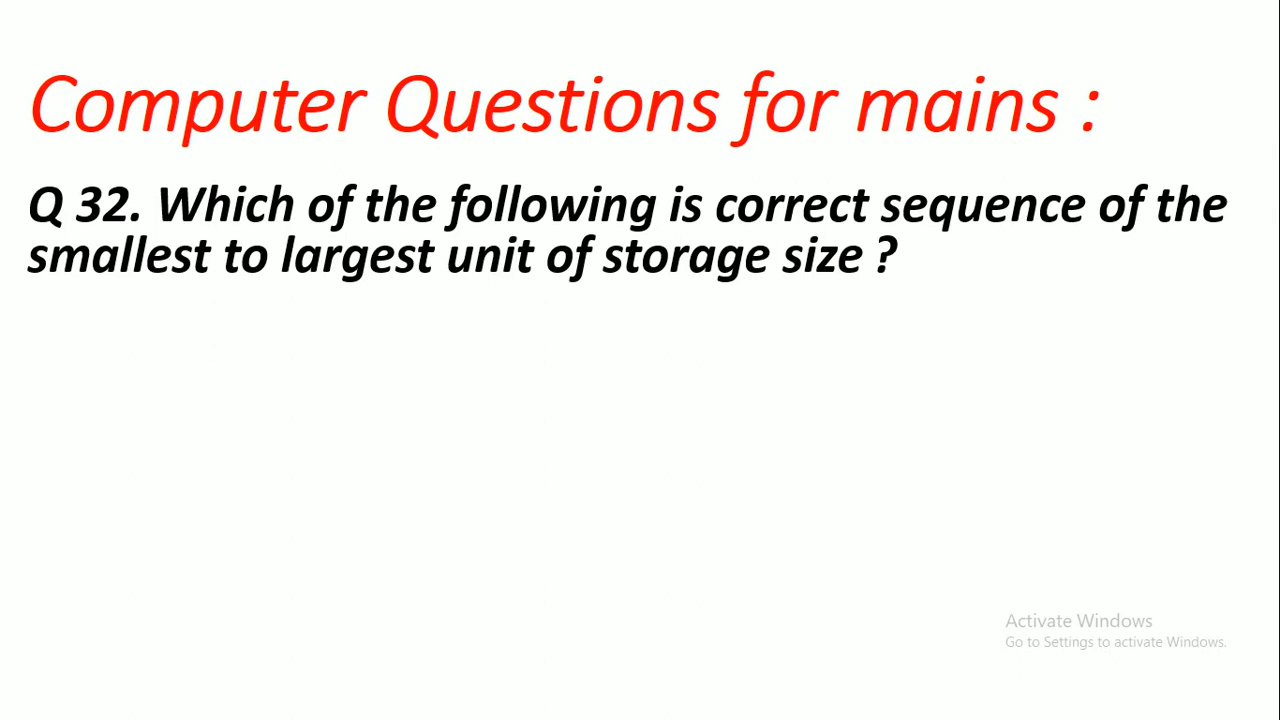 Computer Questions for mains :
Q 32. Which of the following is correct sequence of the
smallest to largest unit of storage size ?
Activate Windows
Go to Settings to activate Windows.